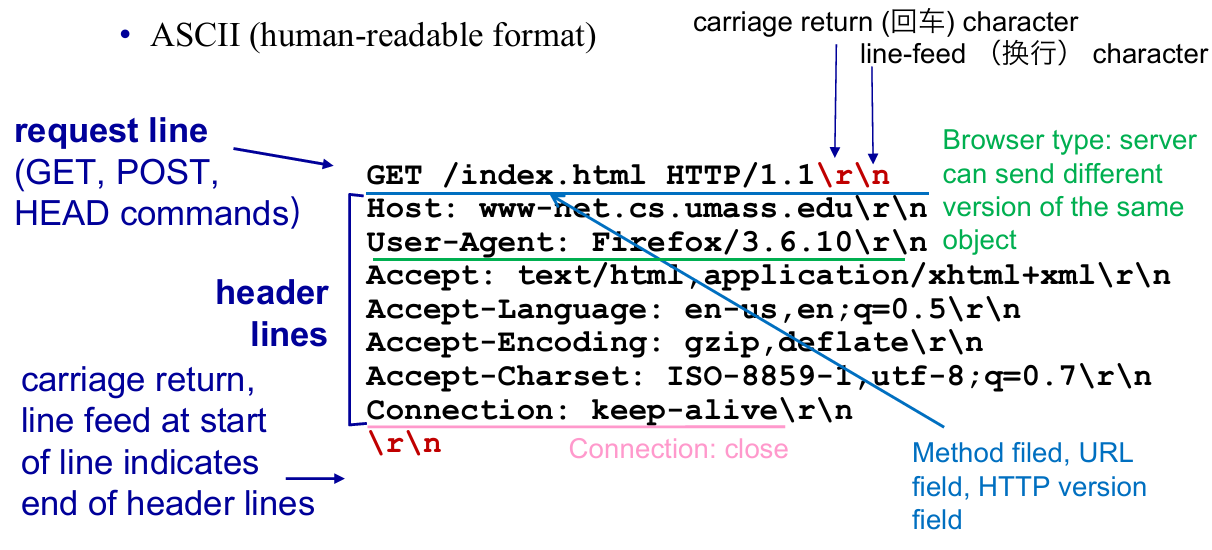 • ASCII (human-readable format)
carriage return (回车) character
line-feed （换行） character
request line
(GET, POST,
HEAD commands）
GET /index.html HTTP/1.1\r\n
Host: www-net.cs.umass.edu\r\n
User-Agent: Firefox/3.6.10\r\n
Accept: text/html,application/xhtml+xml\r\n
Accept-Language: en-us,en;q=0.5\r\n
Accept-Encoding: gzip,deflate\r\n
Accept-Charset: ISO-8859-1,utf-8;q=0.7\r\n
Connection: keep-alive\r\n
\r\n
Browser type: server
can send different
version of the same
object
header
lines
carriage return,
line feed at start
of line indicates
end of header lines
Connection: close
Method filed, URL
field, HTTP version
field